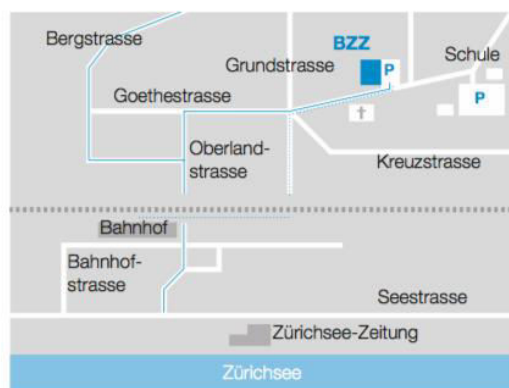 Bergstrasse
BZZ
Grundstrasse
P
Schule
Goethestrasse
P
Oberland-
strasse
Kreuzstrasse
Bahnhof
Bahnhof-
strasse
Seestrasse
Zürichsee-Zeitung
Zürichsee